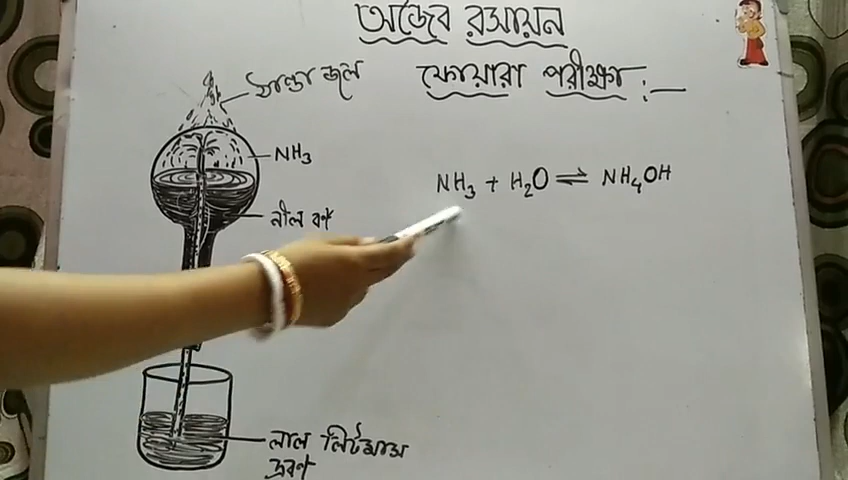 অজৈব রসায়ন
ফোয়ারা পরীক্ষা :—
ঠাণ্ডা জল
NH₃
নীল বর্ণ
NH₃ + H₂O ⇌ NH₄OH
লাল লিটমাস
দ্রবণ